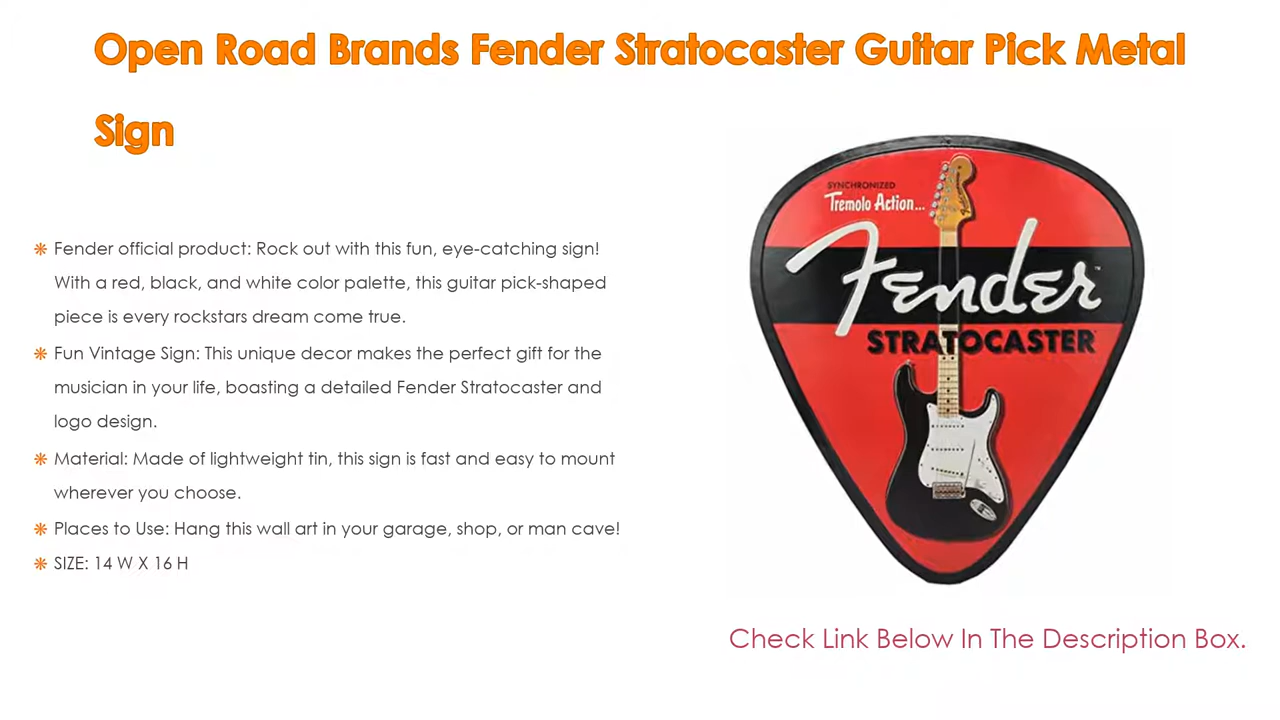 Open Road Brands Fender Stratocaster Guitar Pick Metal
Sign
Fender official product: Rock out with this fun, eye-catching sign!
With a red, black, and white color palette, this guitar pick-shaped
piece is every rockstars dream come true.
Fun Vintage Sign: This unique decor makes the perfect gift for the
musician in your life, boasting a detailed Fender Stratocaster and
logo design.
Material: Made of lightweight tin, this sign is fast and easy to mount
wherever you choose.
Places to Use: Hang this wall art in your garage, shop, or man cave!
SIZE: 14 W X 16 H
SYNCHRONIZED
Tremolo Action...
Fender™
STRATOCASTER
Check Link Below In The Description Box.